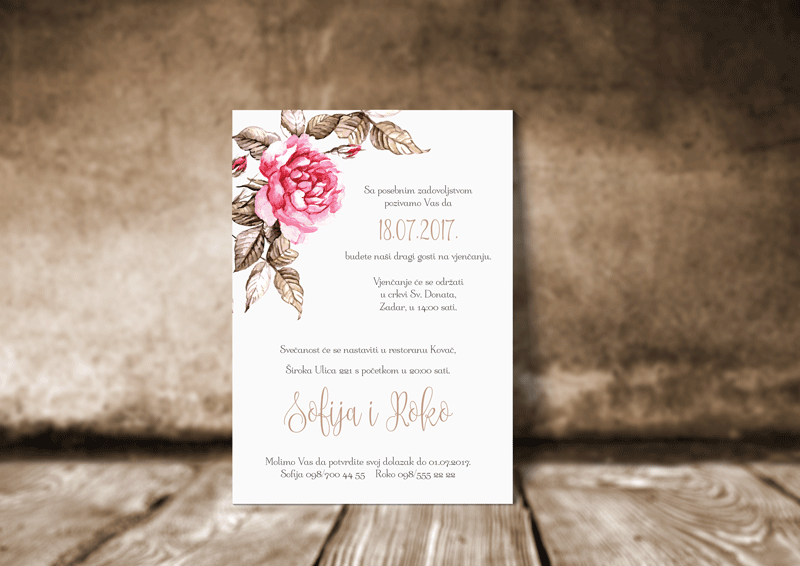 Sa posebnim zadovoljstvom
pozivamo Vas da
18.07.2017.
budete naši dragi gosti na vjenčanju.
Vjenčanje će se održati
u crkvi Sv, Donata,
Zadar, u 14:00 sati.
Svečanost će se nastaviti u restoranu Kovač,
Široka Ulica 221 s početkom u 20:00 sati.
Sofija i Roko
Molimo Vas da potvrdite svoj dolazak do 01.07.2017.
Sofija 098/700 44 55 Roko 098/555 22 22